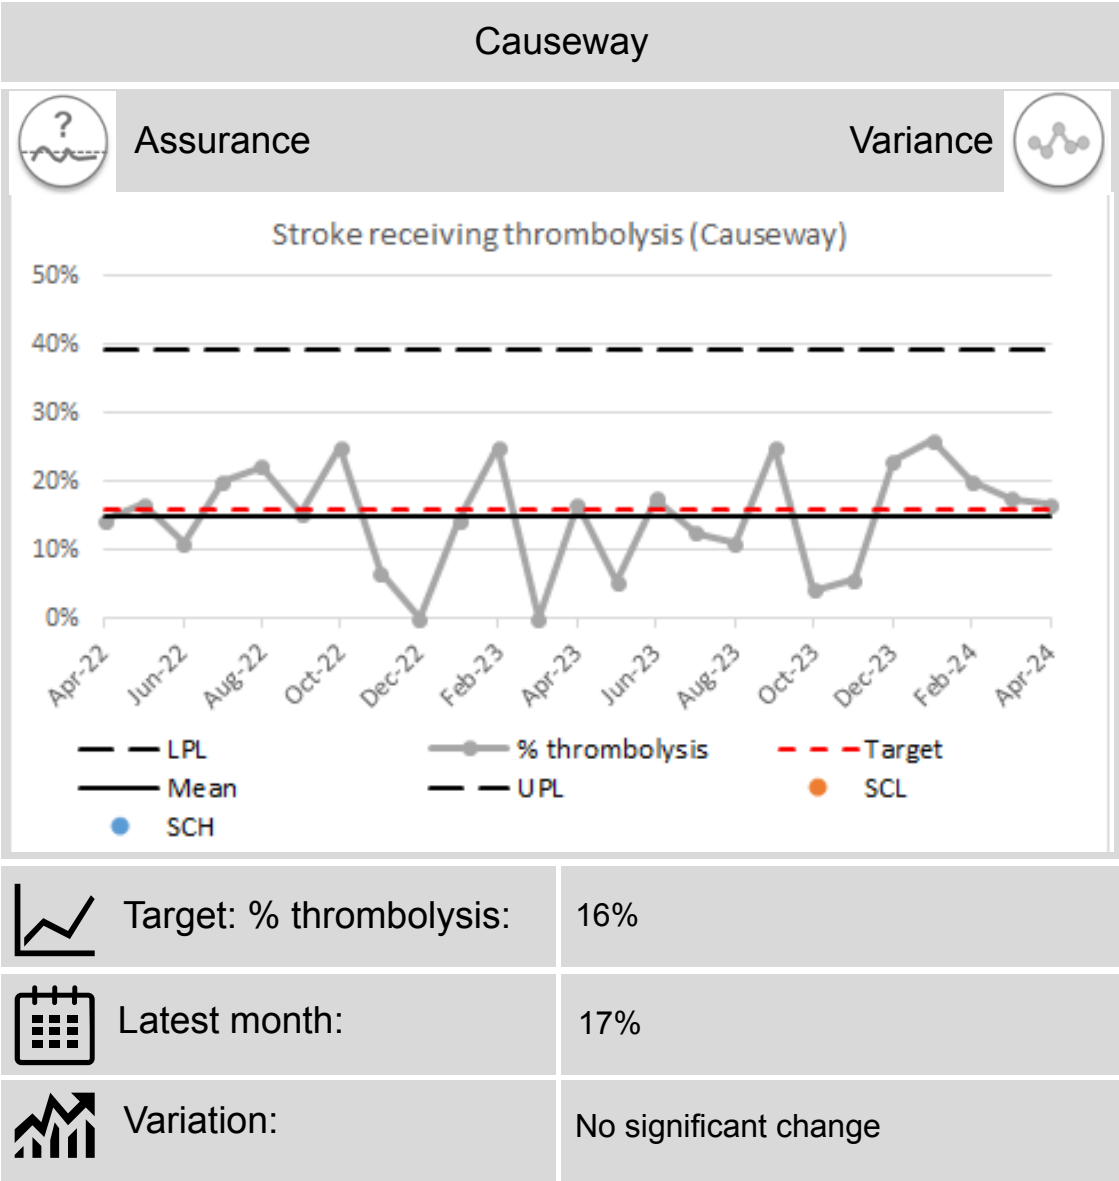 Causeway
?
Assurance
Variance
Stroke receiving thrombolysis (Causeway)
50%
40%
30%
20%
10%
0%
Apr-22 Jun-22 Aug-22 Oct-22 Dec-22 Feb-23 Apr-23 Jun-23 Aug-23 Oct-23 Dec-23 Feb-24 Apr-24
LPL % thrombolysis Target
Mean UPL SCL
SCH
Target: % thrombolysis: 16%
Latest month: 17%
Variation: No significant change